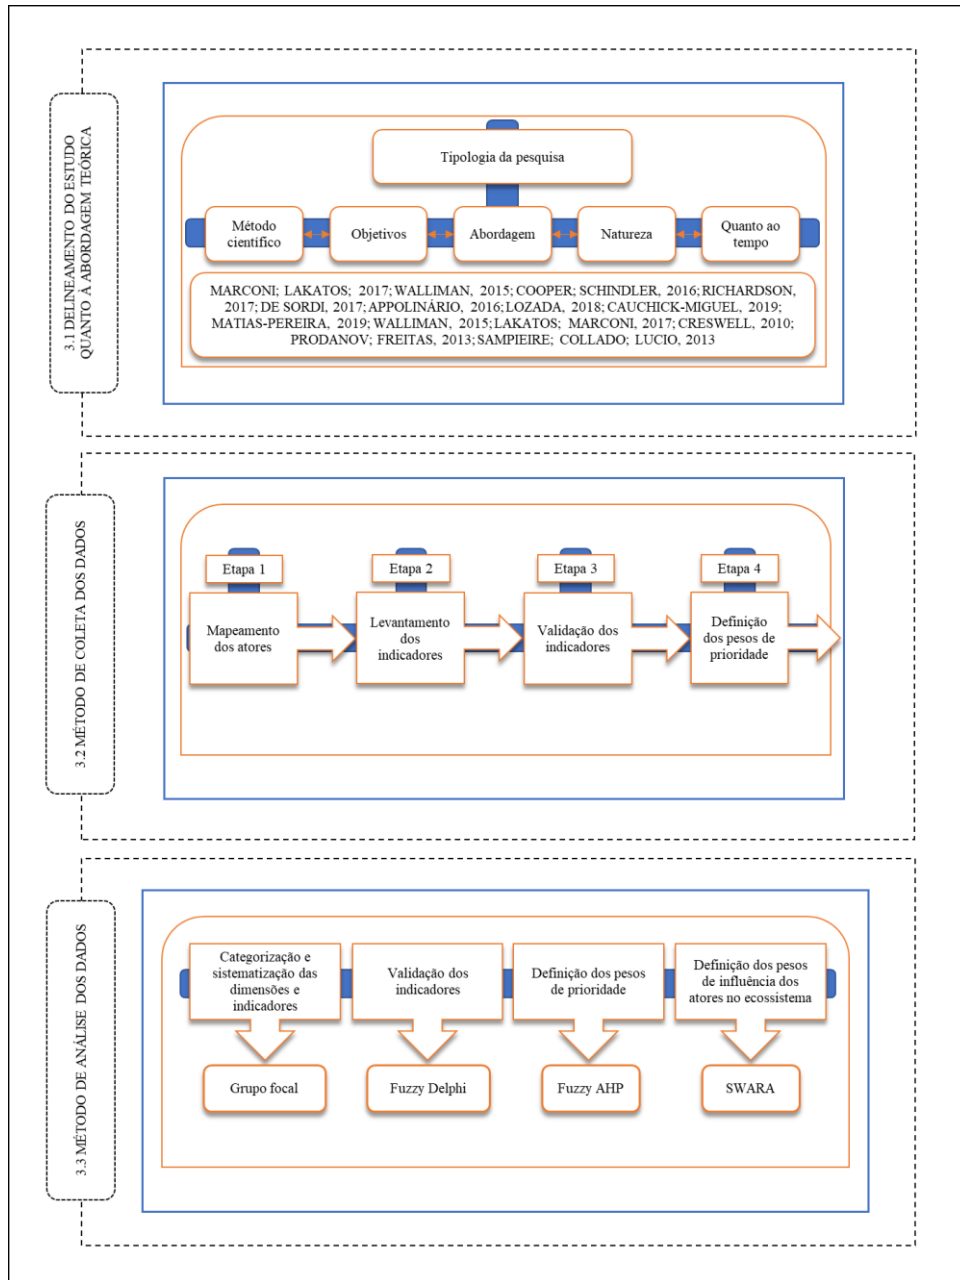 3.1 DELINEAMENTO DO ESTUDO
QUANTO À ABORDAGEM TEÓRICA
Tipologia da pesquisa
Método
científico
Objetivos
Abordagem
Natureza
Quanto ao
tempo
MARCONI; LAKATOS; 2017; WALLIMAN, 2015; COOPER; SCHINDLER, 2016; RICHARDSON,
2017; DE SORDI, 2017; APPOLINÁRIO, 2016; LOZADA, 2018; CAUCHICK-MIGUEL, 2019;
MATIAS-PEREIRA, 2019; WALLIMAN, 2015; LAKATOS; MARCONI, 2017; CRESWELL, 2010;
PRODANOV; FREITAS, 2013; SAMPIEIRE; COLLADO; LUCIO, 2013
3.2 MÉTODO DE COLETA DOS DADOS
Etapa 1
Mapeamento
dos atores
Etapa 2
Levantamento
dos
indicadores
Etapa 3
Validação dos
indicadores
Etapa 4
Definição
dos pesos de
prioridade
3.3 MÉTODO DE ANÁLISE DOS DADOS
Categorização e
sistematização das
dimensões e
indicadores
Validação dos
indicadores
Definição dos pesos
de prioridade
Definição dos pesos
de influência dos
atores no ecossistema
Grupo focal
Fuzzy Delphi
Fuzzy AHP
SWARA